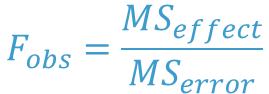 F_obs = MS_effect / MS_error